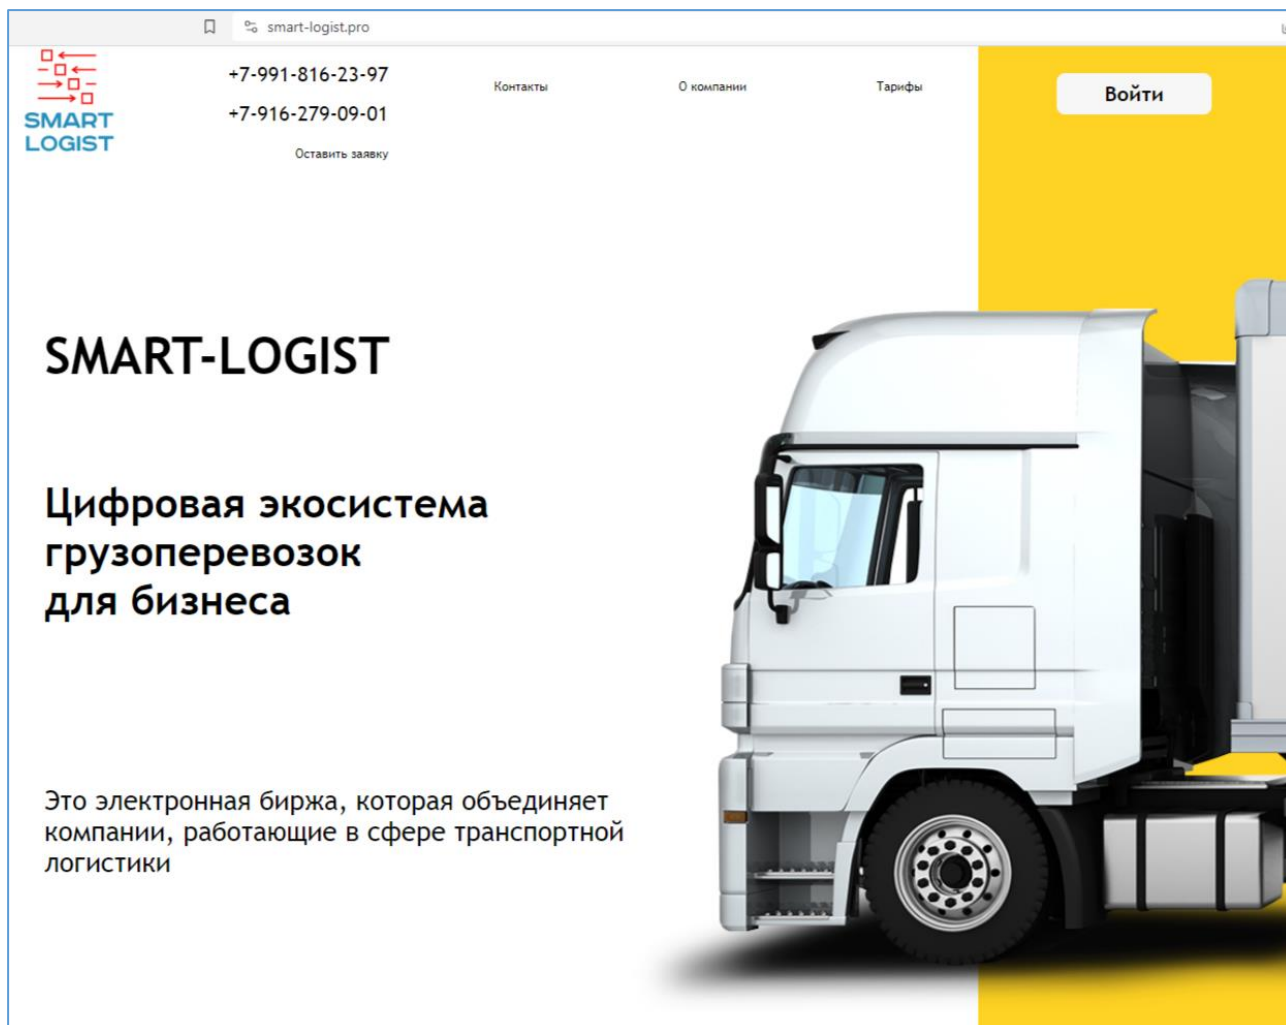 smart-logist.pro
SMART
LOGIST
+7-991-816-23-97
+7-916-279-09-01
Оставить заявку
Контакты
О компании
Тарифы
Войти
SMART-LOGIST
Цифровая экосистема
грузоперевозок
для бизнеса
Это электронная биржа, которая объединяет
компании, работающие в сфере транспортной
логистики